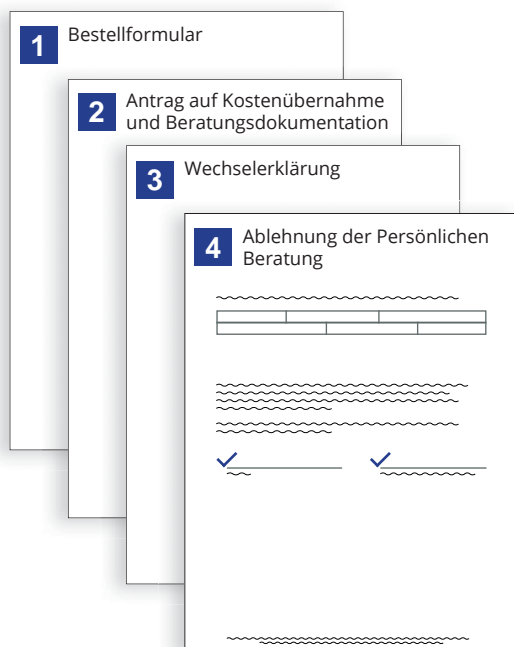 1 Bestellformular
2 Antrag auf Kostenübernahme
und Beratungsdokumentation
3 Wechselerklärung
4 Ablehnung der Persönlichen
Beratung